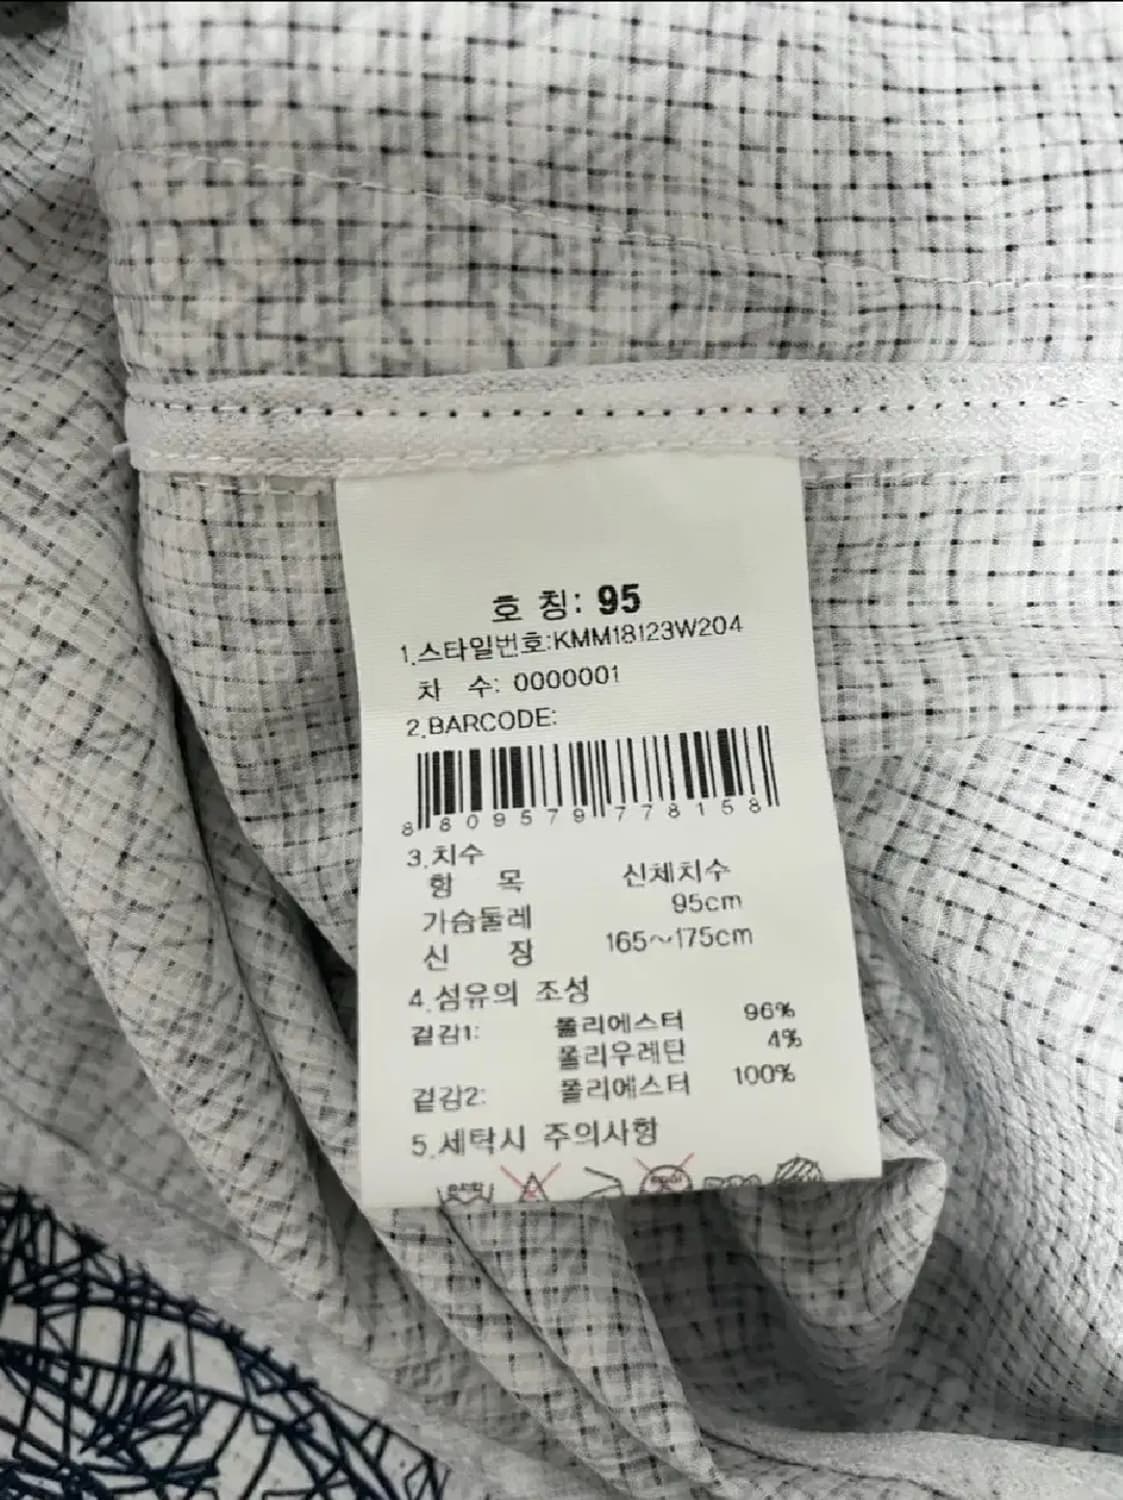 호 칭: 95
1.스타일번호:KMM18123W204
차 수: 0000001
2.BARCODE:
8 809579 778158
3.치수
항 목 신체치수
가슴둘레 95cm
신 장 165~175cm
4.섬유의 조성
겉감1: 폴리에스터 96%
폴리우레탄 4%
겉감2: 폴리에스터 100%
5.세탁시 주의사항